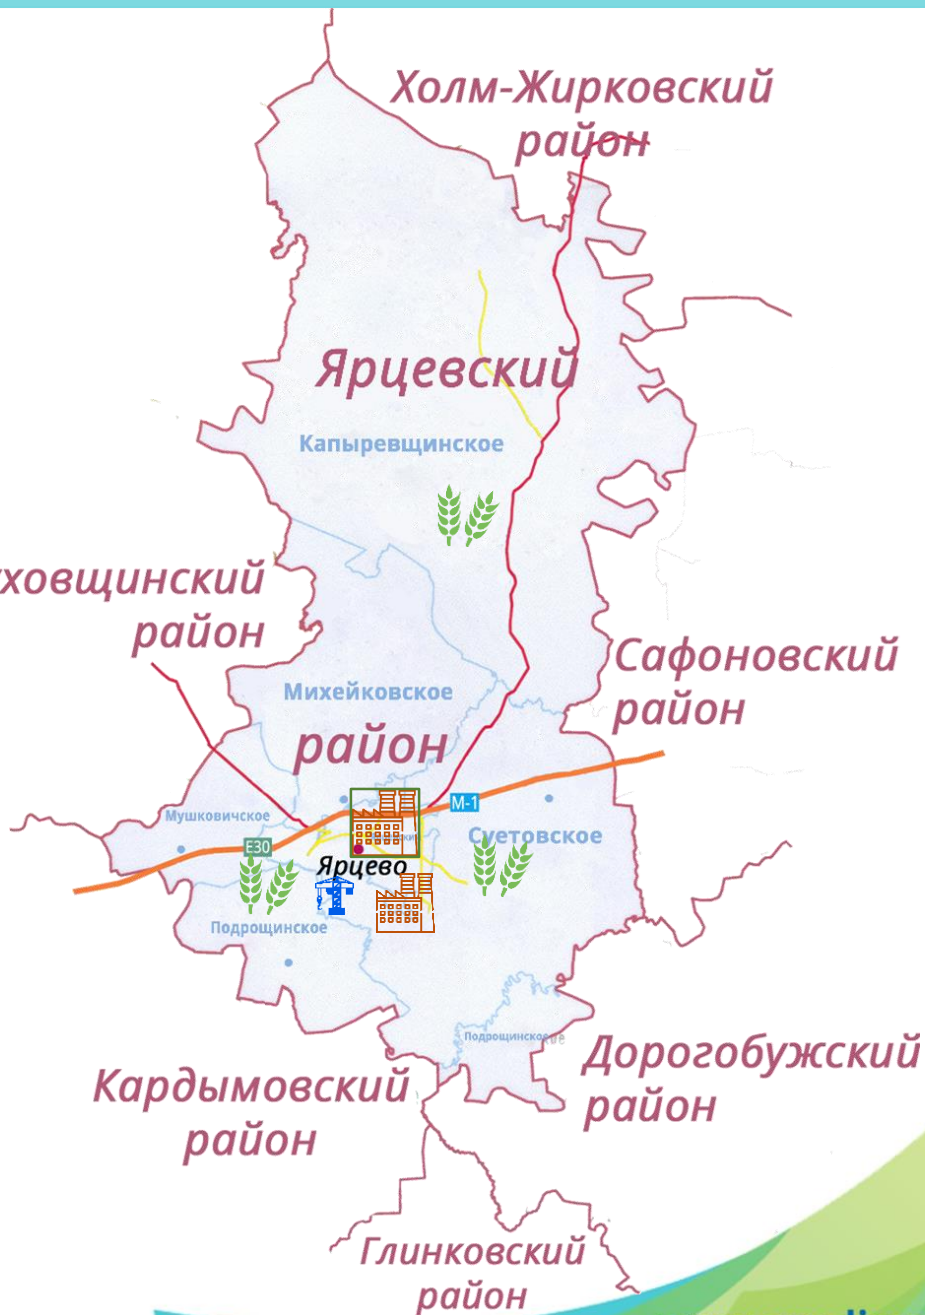 Холм-Жирковский
район
Ярцевский
Капыревщинское
ховщинский
район
Сафоновский
район
Михейковское
район
М-1
Мушковичское
Суетовское
E30
Ярцево
Подрощинское
Подрощинское
Дорогобужский
район
Кардымовский
район
Глинковский
район